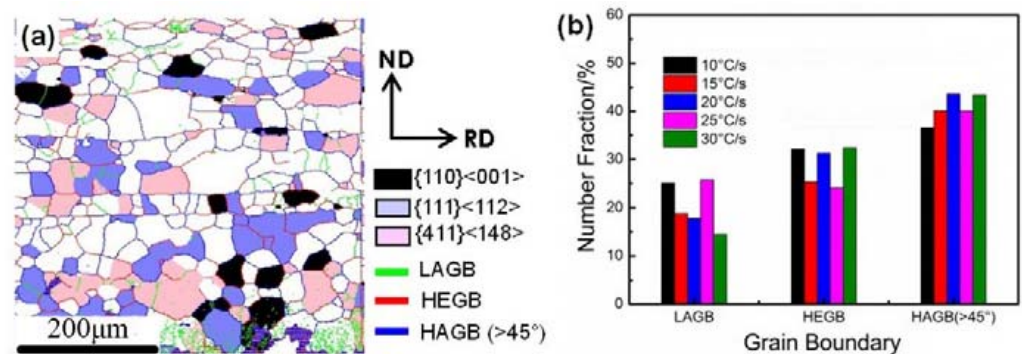 (a)
ND
RD
{110}<001>
{111}<112>
{411}<148>
LAGB
HEGB
HAGB (>45°)
200μm
(b)
Number Fraction/%
60
50
40
30
20
10
0
10°C/s
15°C/s
20°C/s
25°C/s
30°C/s
LAGB
HEGB
HAGB(>45°)
Grain Boundary